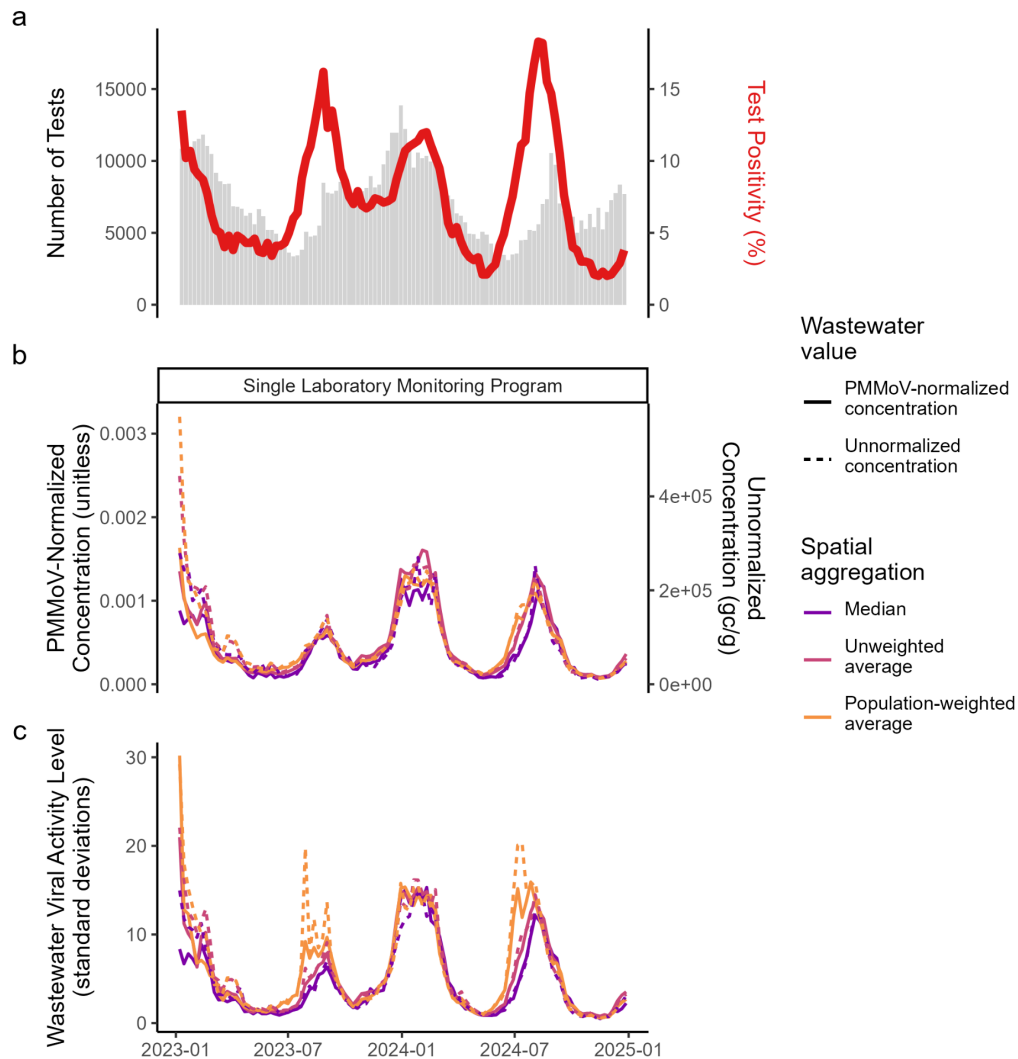 a
Number of Tests
15000
10000
5000
0
15
10
5
0
Test Positivity (%)
b
Single Laboratory Monitoring Program
PMMoV-Normalized
Concentration (unitless)
0.003
0.002
0.001
0.000
4e+05
2e+05
0e+00
Unnormalized
Concentration (gc/g)
c
Wastewater Viral Activity Level
(standard deviations)
30
20
10
0
2023-01
2023-07
2024-01
2024-07
2025-01
Wastewater
value
PMMoV-normalized
concentration
Unnormalized
concentration
Spatial
aggregation
Median
Unweighted
average
Population-weighted
average